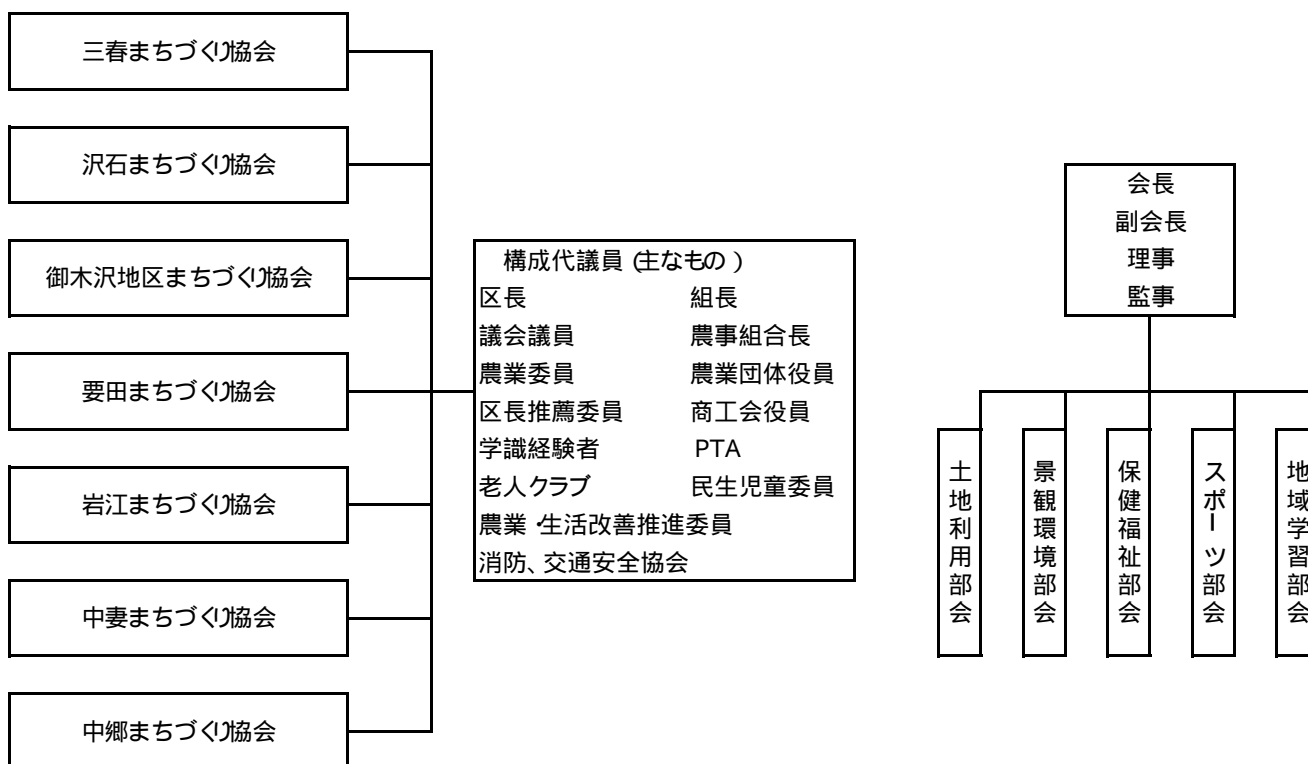 三春まちづくり協会
沢石まちづくり協会
御木沢地区まちづくり協会
要田まちづくり協会
岩江まちづくり協会
中妻まちづくり協会
中郷まちづくり協会
構成代議員(主なもの)
区長 組長
議会議員 農事組合長
農業委員 農業団体役員
区長推薦委員 商工会役員
学識経験者 PTA
老人クラブ 民生児童委員
農業・生活改善推進委員
消防、交通安全協会
会長
副会長
理事
監事
土地利用部会
景観環境部会
保健福祉部会
スポーツ部会
地域学習部会